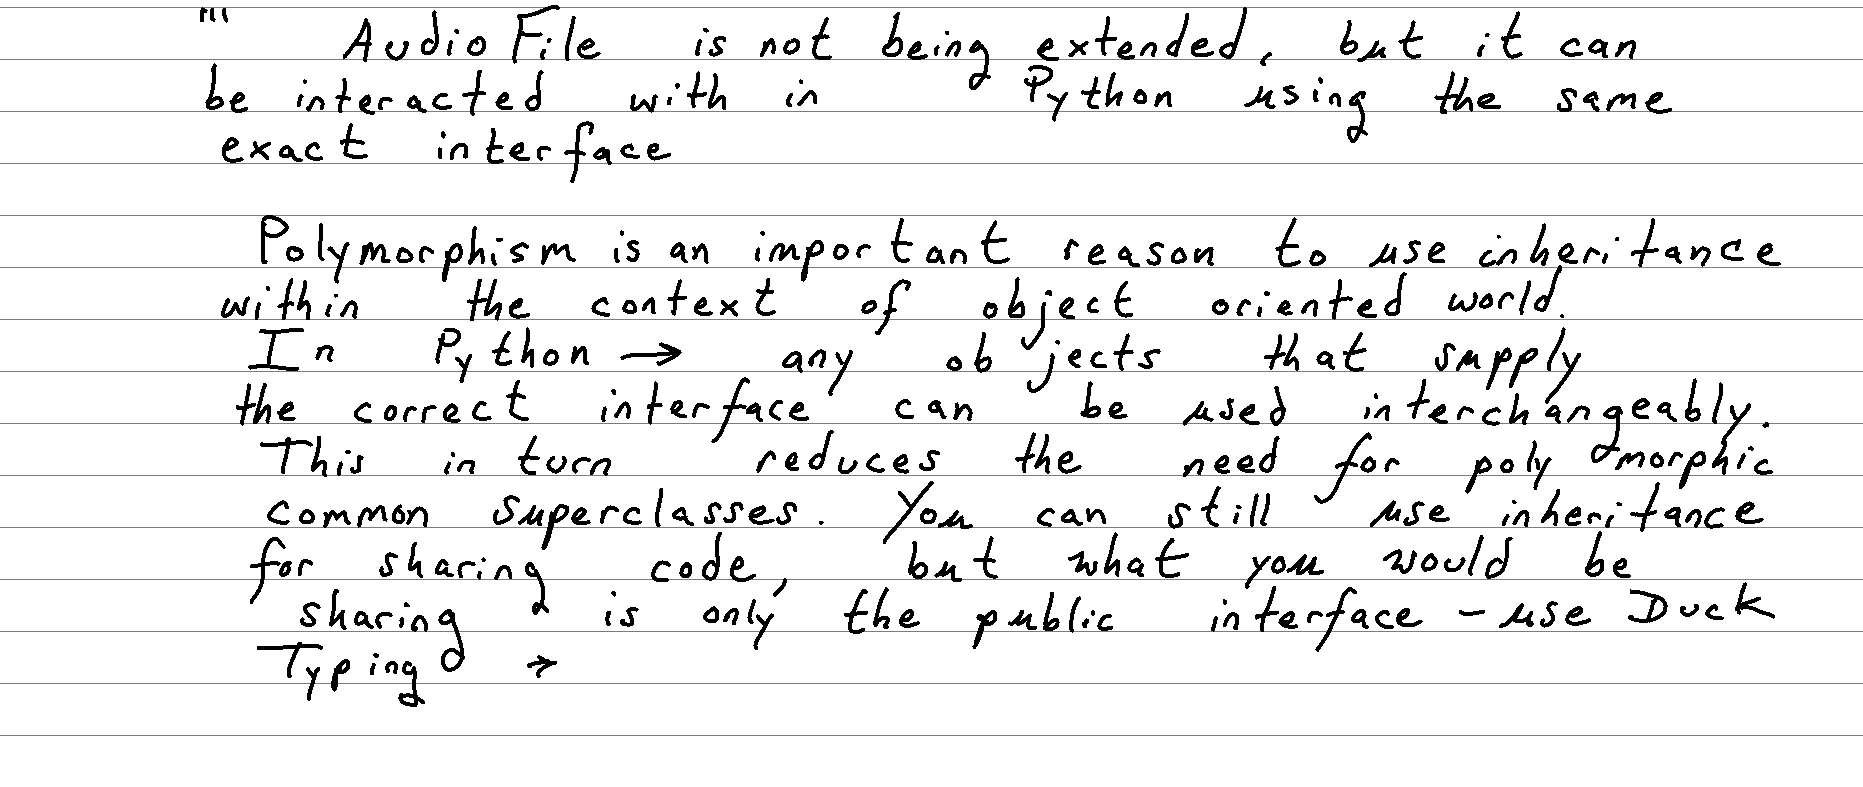 "' AudioFile is not being extended, but it can
be interacted with in Python using the same
exact interface
Polymorphism is an important reason to use inheritance
within the context of object oriented world.
In Python → any objects that supply
the correct interface can be used interchangeably.
This in turn reduces the need for polymorphic
common superclasses. You can still use inheritance
for sharing code, but what you would be
sharing is only the public interface - use Duck
Typing →